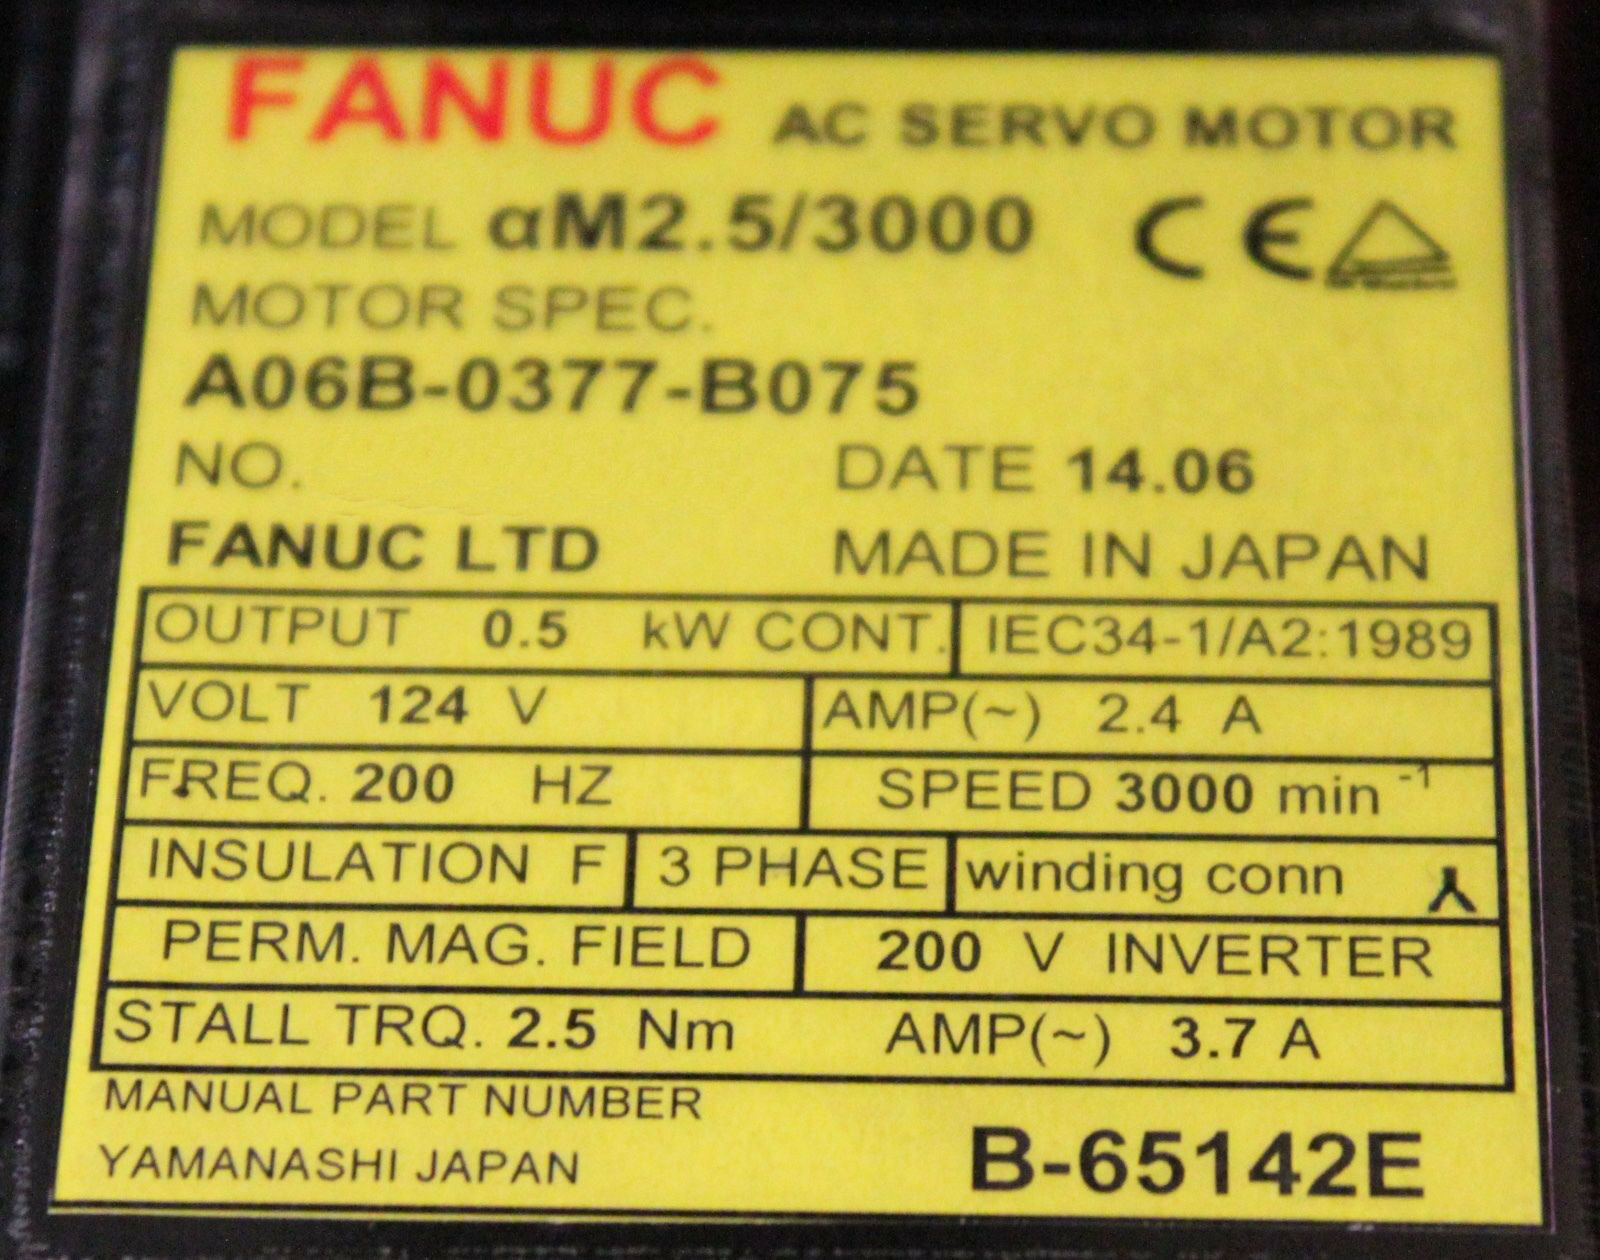 FANUC AC SERVO MOTOR
MODEL αM2.5/3000 CE
MOTOR SPEC.
A06B-0377-B075
NO. DATE 14.06
FANUC LTD MADE IN JAPAN
OUTPUT 0.5 kW CONT. IEC34-1/A2:1989
VOLT 124 V AMP(~) 2.4 A
FREQ. 200 HZ SPEED 3000 min⁻¹
INSULATION F 3 PHASE winding conn
PERM. MAG. FIELD 200 V INVERTER
STALL TRQ. 2.5 Nm AMP(~) 3.7 A
MANUAL PART NUMBER
YAMANASHI JAPAN B-65142E